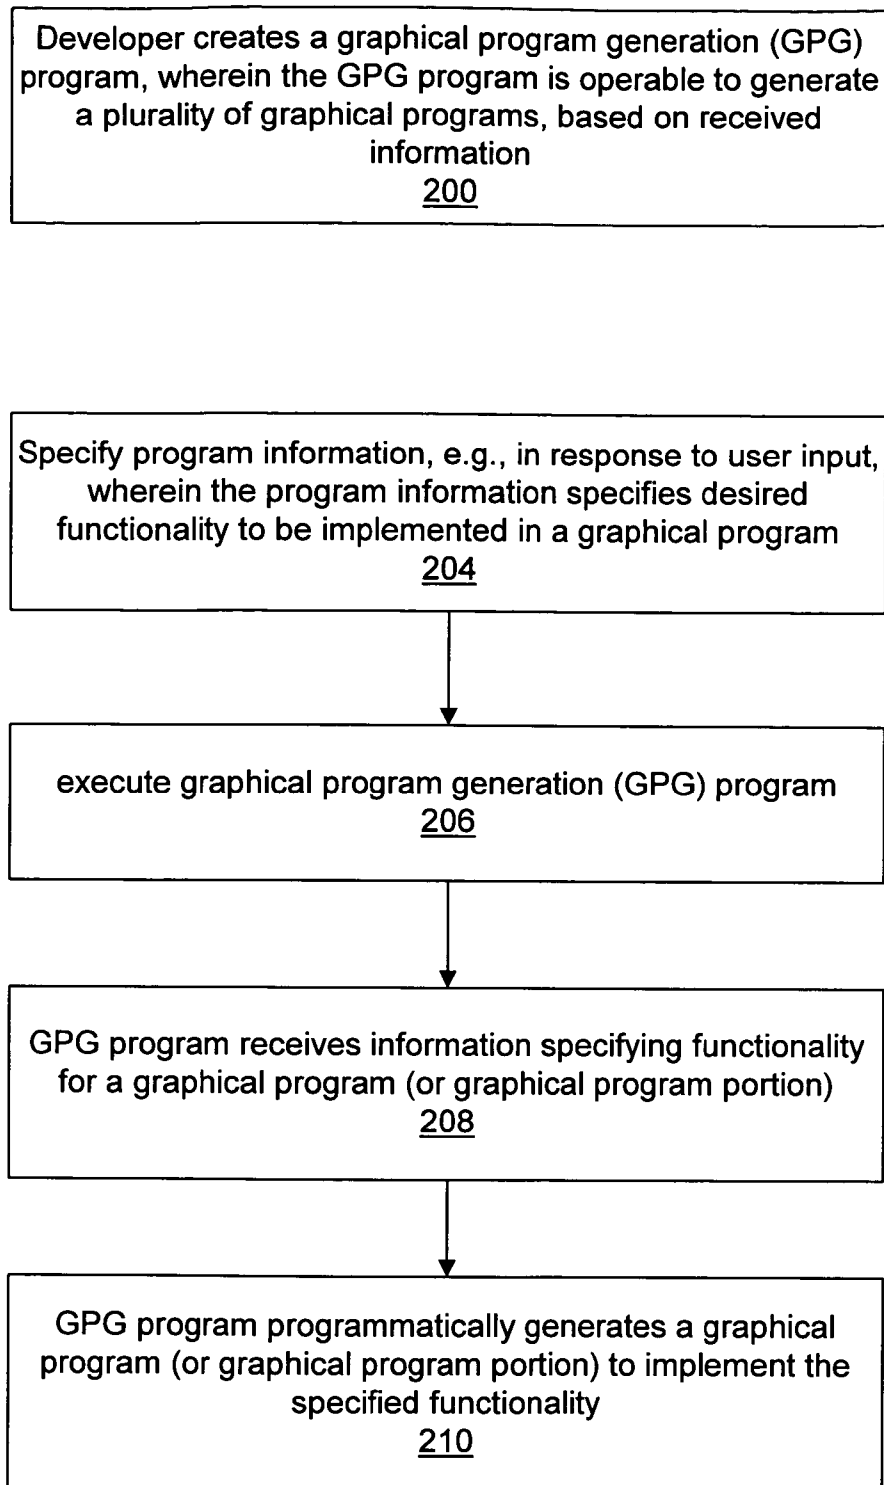 Developer creates a graphical program generation (GPG)
program, wherein the GPG program is operable to generate
a plurality of graphical programs, based on received
information
200
Specify program information, e.g., in response to user input,
wherein the program information specifies desired
functionality to be implemented in a graphical program
204
execute graphical program generation (GPG) program
206
GPG program receives information specifying functionality
for a graphical program (or graphical program portion)
208
GPG program programmatically generates a graphical
program (or graphical program portion) to implement the
specified functionality
210